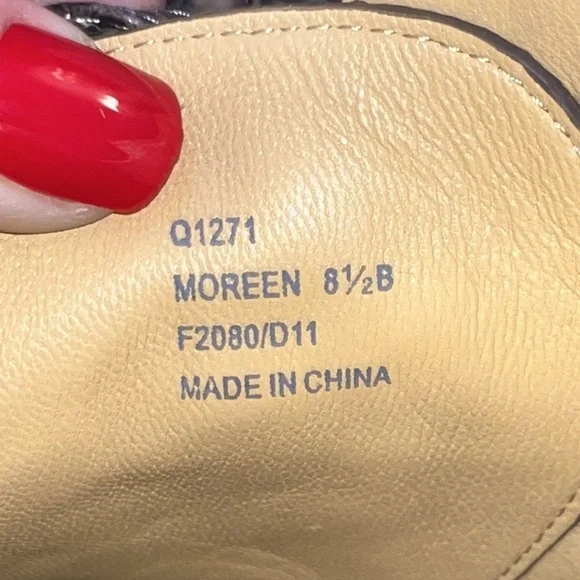 Q1271
MOREEN 8½B
F2080/D11
MADE IN CHINA